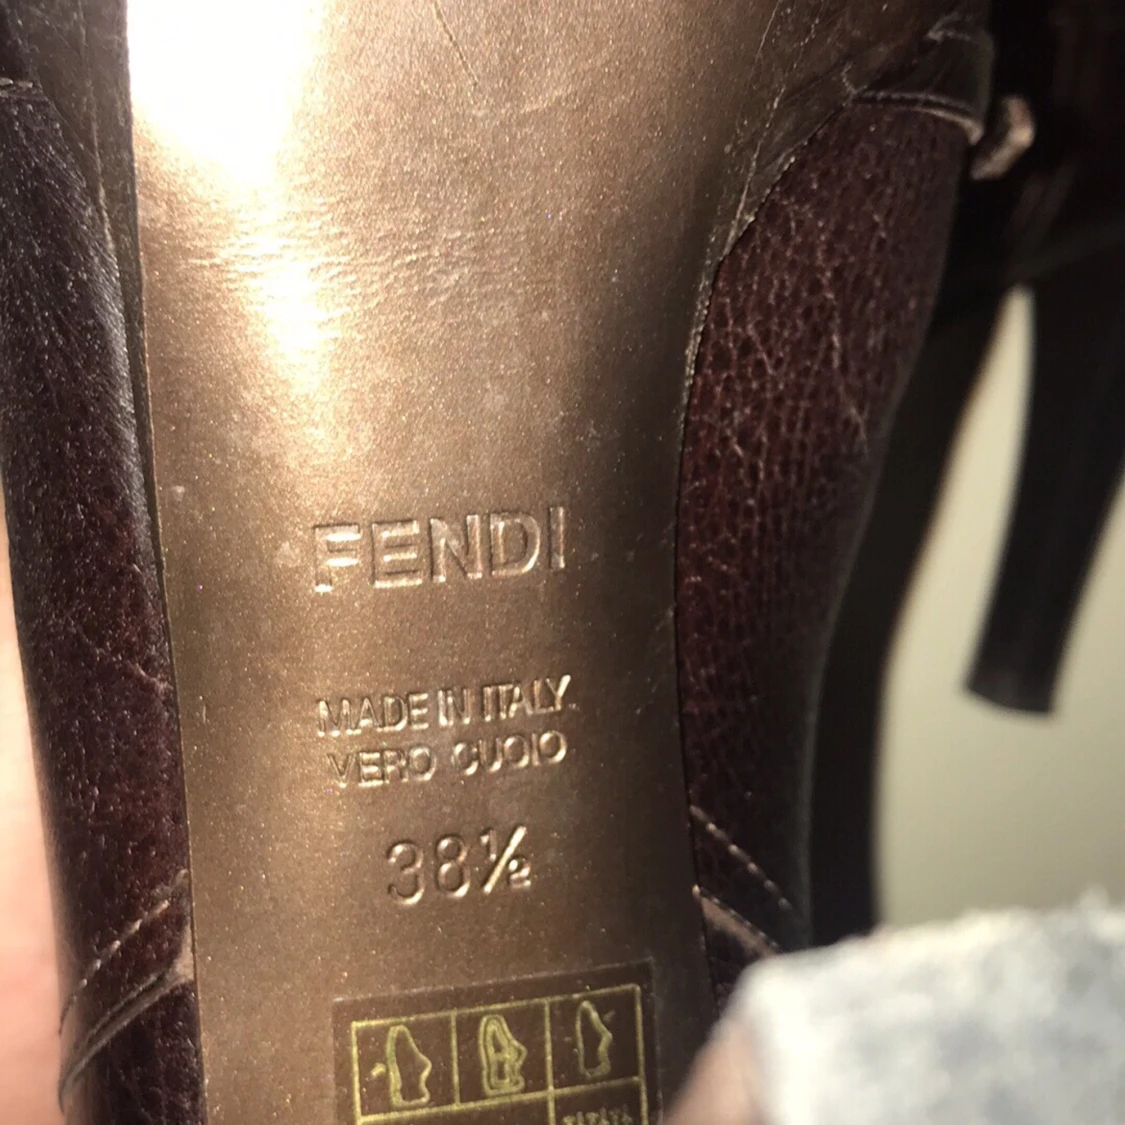 FENDI
MADE IN ITALY.
VERO CUOIO
38½